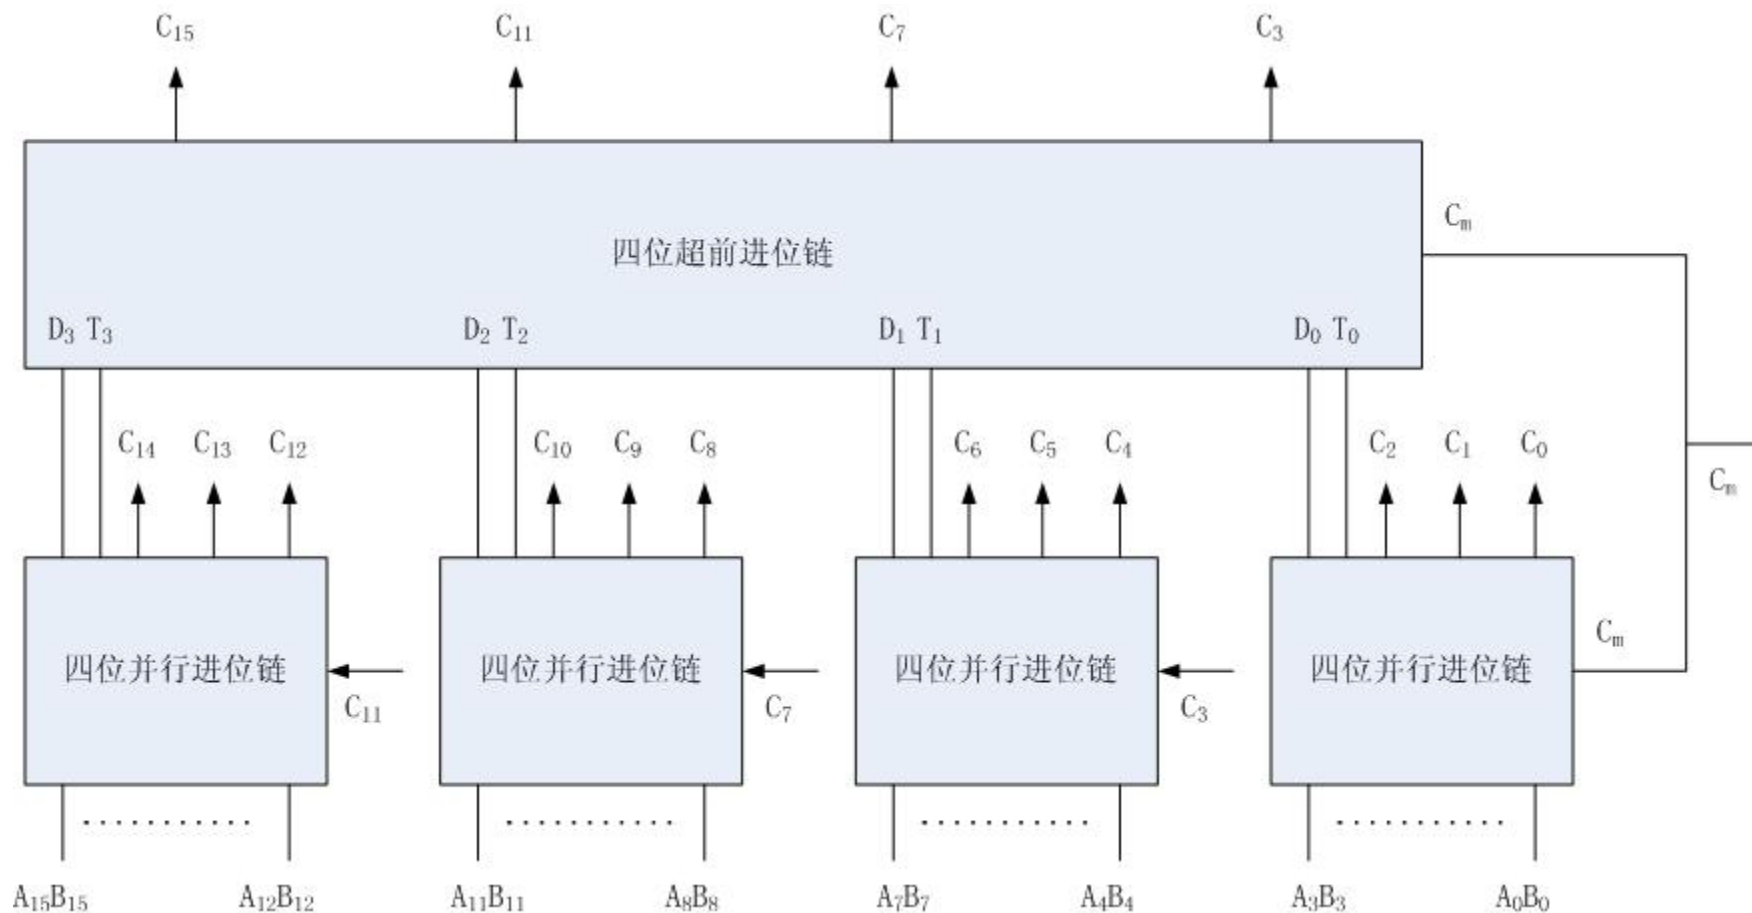 C₁₅ C₁₁ C₇ C₃
Cₘ
四位超前进位链
D₃ T₃ D₂ T₂ D₁ T₁ D₀ T₀
C₁₄ C₁₃ C₁₂ C₁₀ C₉ C₈ C₆ C₅ C₄ C₂ C₁ C₀
Cₘ
Cₘ
四位并行进位链 四位并行进位链 四位并行进位链 四位并行进位链
C₁₁ C₇ C₃
A₁₅B₁₅ A₁₂B₁₂ A₁₁B₁₁ A₈B₈ A₇B₇ A₄B₄ A₃B₃ A₀B₀